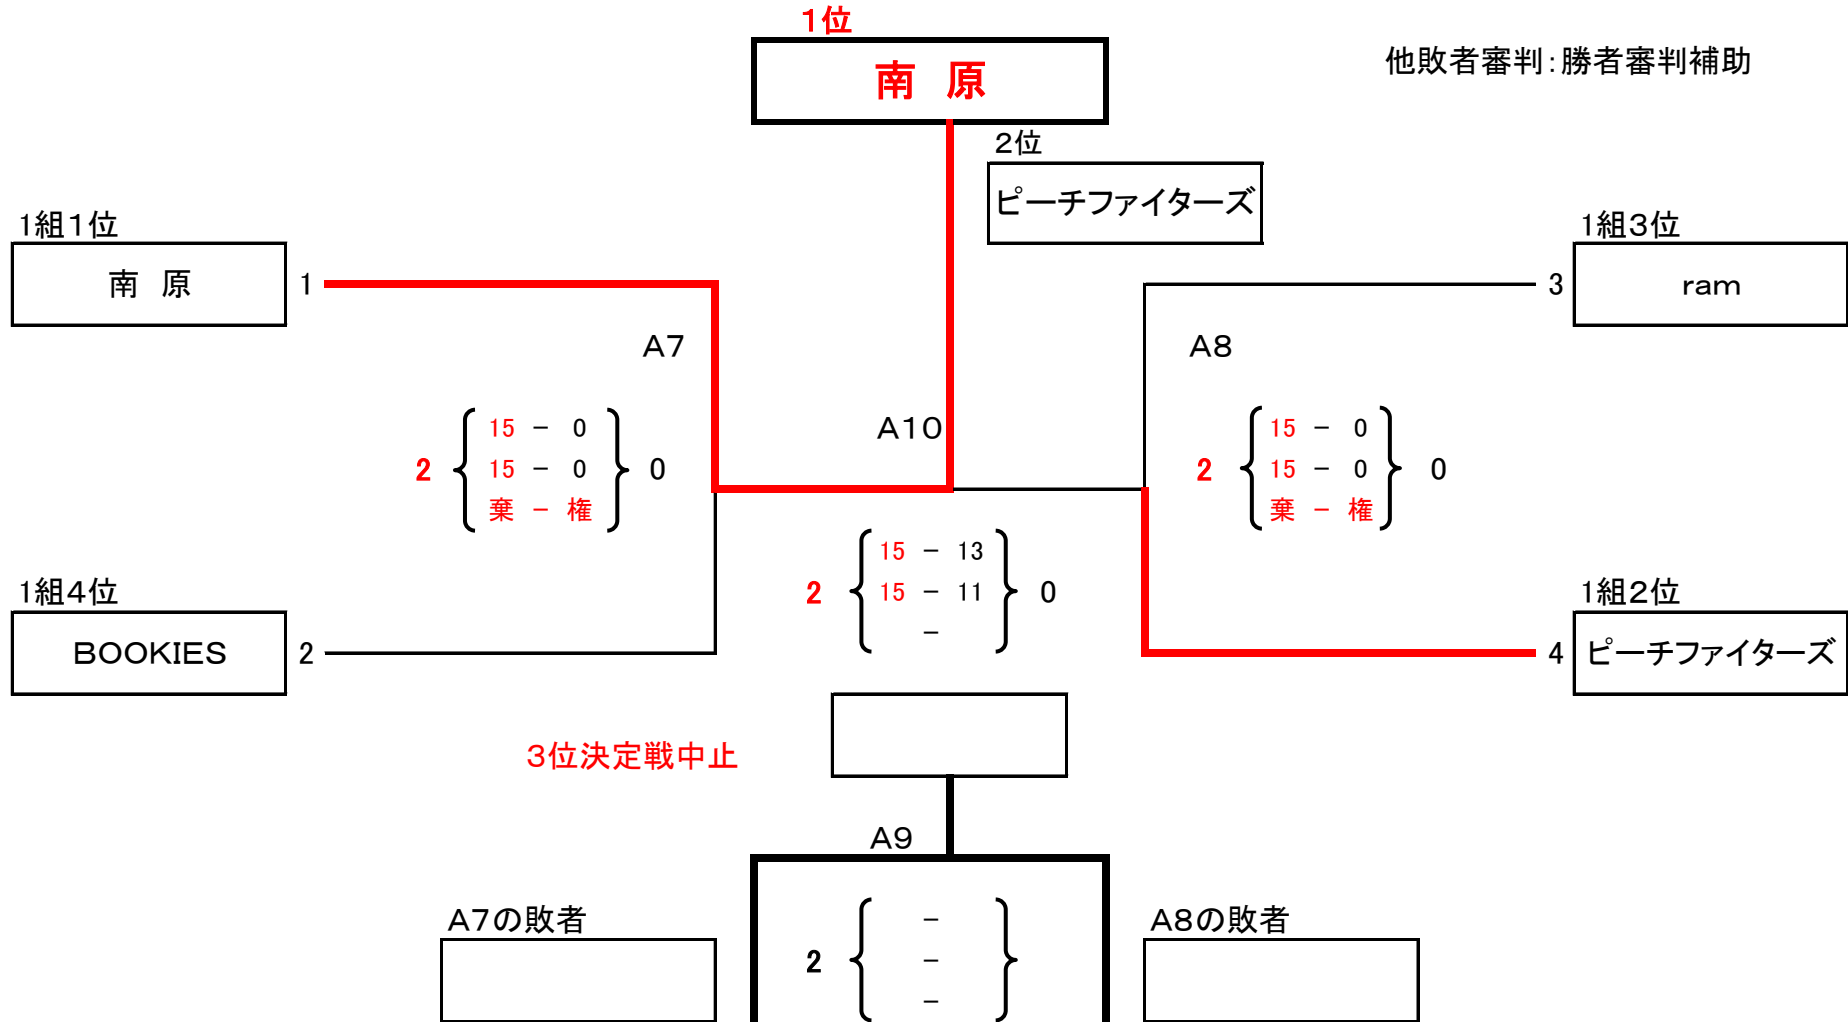 1位
南 原
他敗者審判：勝者審判補助
2位
ピーチファイターズ
1組1位
南 原
1
1組3位
3
ram
A7
A8
A10
15 － 0
15 － 0
2
0
棄 － 権
15 － 0
15 － 0
2
0
棄 － 権
15 － 13
2
15 － 11
0
－
1組4位
BOOKIES
2
1組2位
4
ピーチファイターズ
3位決定戦中止
A9
A7の敗者
A8の敗者
－
2
－
－